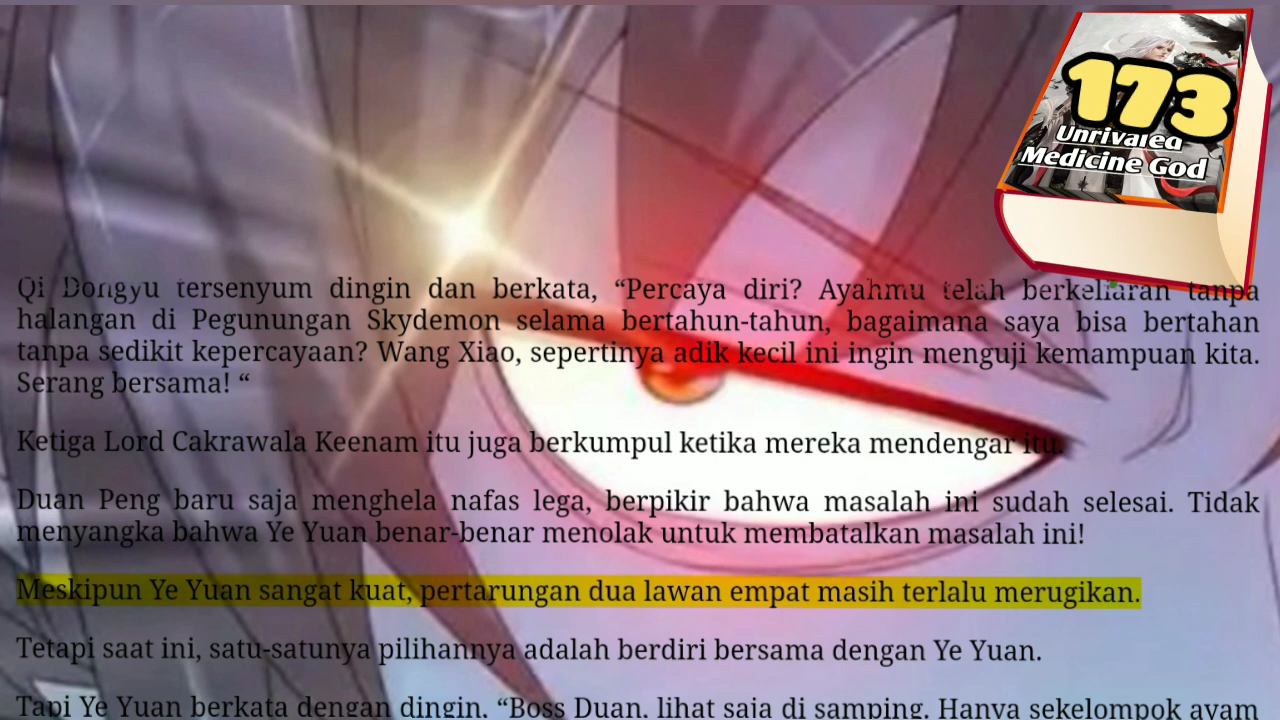 173
Unrivaled
Medicine God
Qi Dongyu tersenyum dingin dan berkata, “Percaya diri? Ayahmu telah berkeliaran tanpa
halangan di Pegunungan Skydemon selama bertahun-tahun, bagaimana saya bisa bertahan
tanpa sedikit kepercayaan? Wang Xiao, sepertinya adik kecil ini ingin menguji kemampuan kita.
Serang bersama! “
Ketiga Lord Cakrawala Keenam itu juga berkumpul ketika mereka mendengar itu.
Duan Peng baru saja menghela nafas lega, berpikir bahwa masalah ini sudah selesai. Tidak
menyangka bahwa Ye Yuan benar-benar menolak untuk membatalkan masalah ini!
Meskipun Ye Yuan sangat kuat, pertarungan dua lawan empat masih terlalu merugikan.
Tetapi saat ini, satu-satunya pilihannya adalah berdiri bersama dengan Ye Yuan.
Tapi Ye Yuan berkata dengan dingin, “Boss Duan, lihat saja di samping. Hanya sekelompok ayam